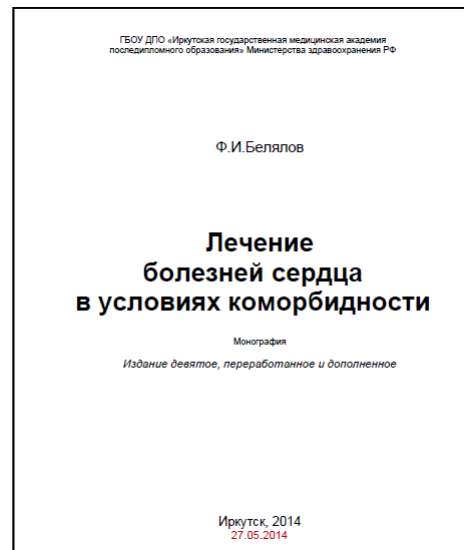 ГБОУ ДПО «Иркутская государственная медицинская академия
последипломного образования» Министерства здравоохранения РФ
Ф.И.Белялов
Лечение
болезней сердца
в условиях коморбидности
Монография
Издание девятое, переработанное и дополненное
Иркутск, 2014
27.05.2014